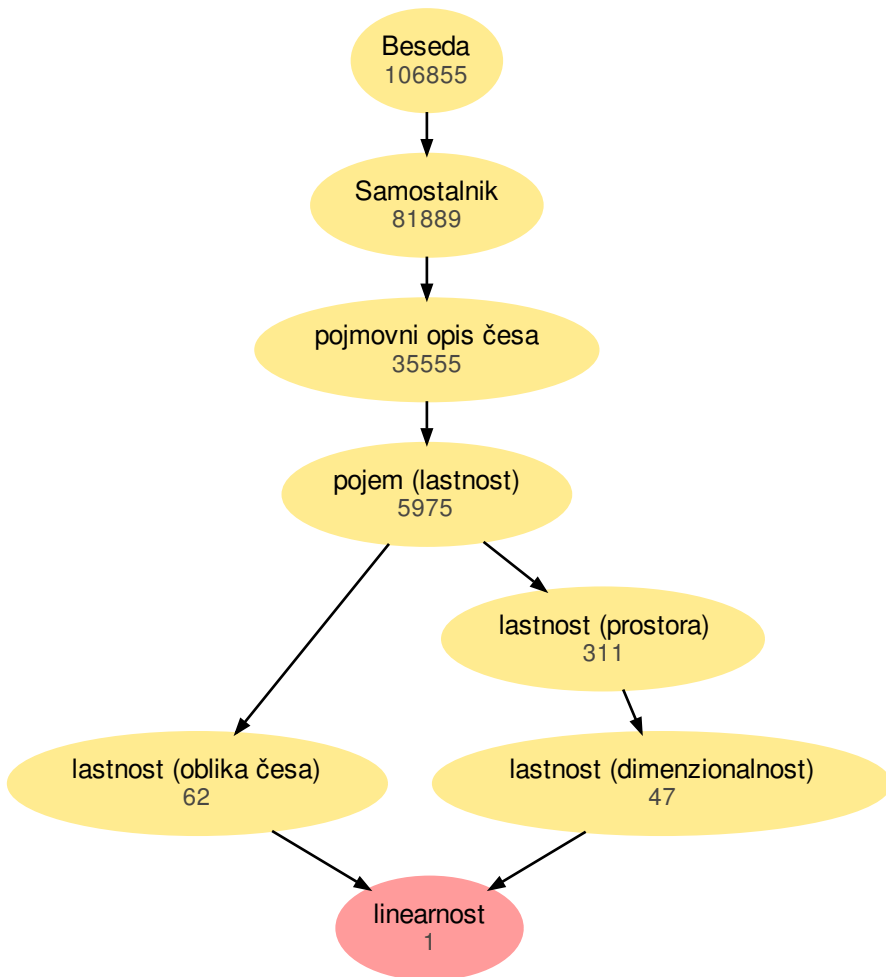 Beseda
106855
Samostalnik
81889
pojmovni opis česa
35555
pojem (lastnost)
5975
lastnost (prostora)
311
lastnost (oblika česa)
62
lastnost (dimenzionalnost)
47
linearnost
1